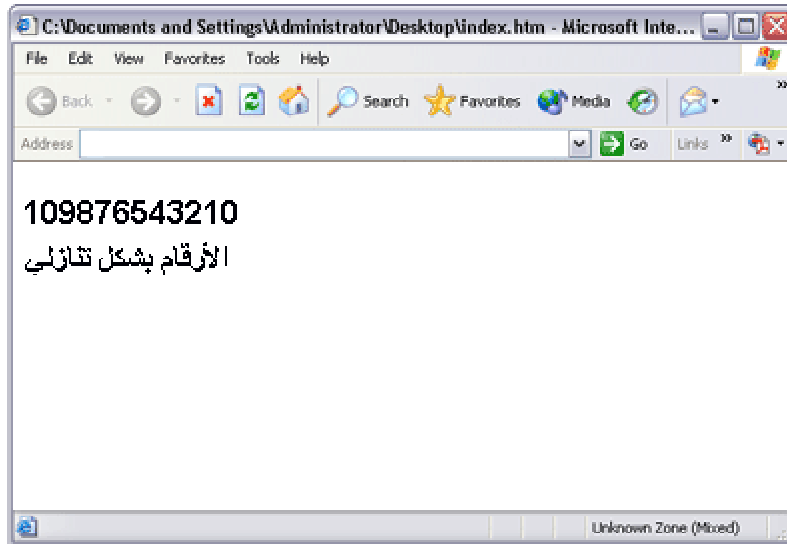 C:\Documents and Settings\Administrator\Desktop\index.htm - Microsoft Inte...
File Edit View Favorites Tools Help
Back Search Favorites Media
Address Go Links
109876543210
الأرقام بشكل تنازلي
Unknown Zone (Mixed)